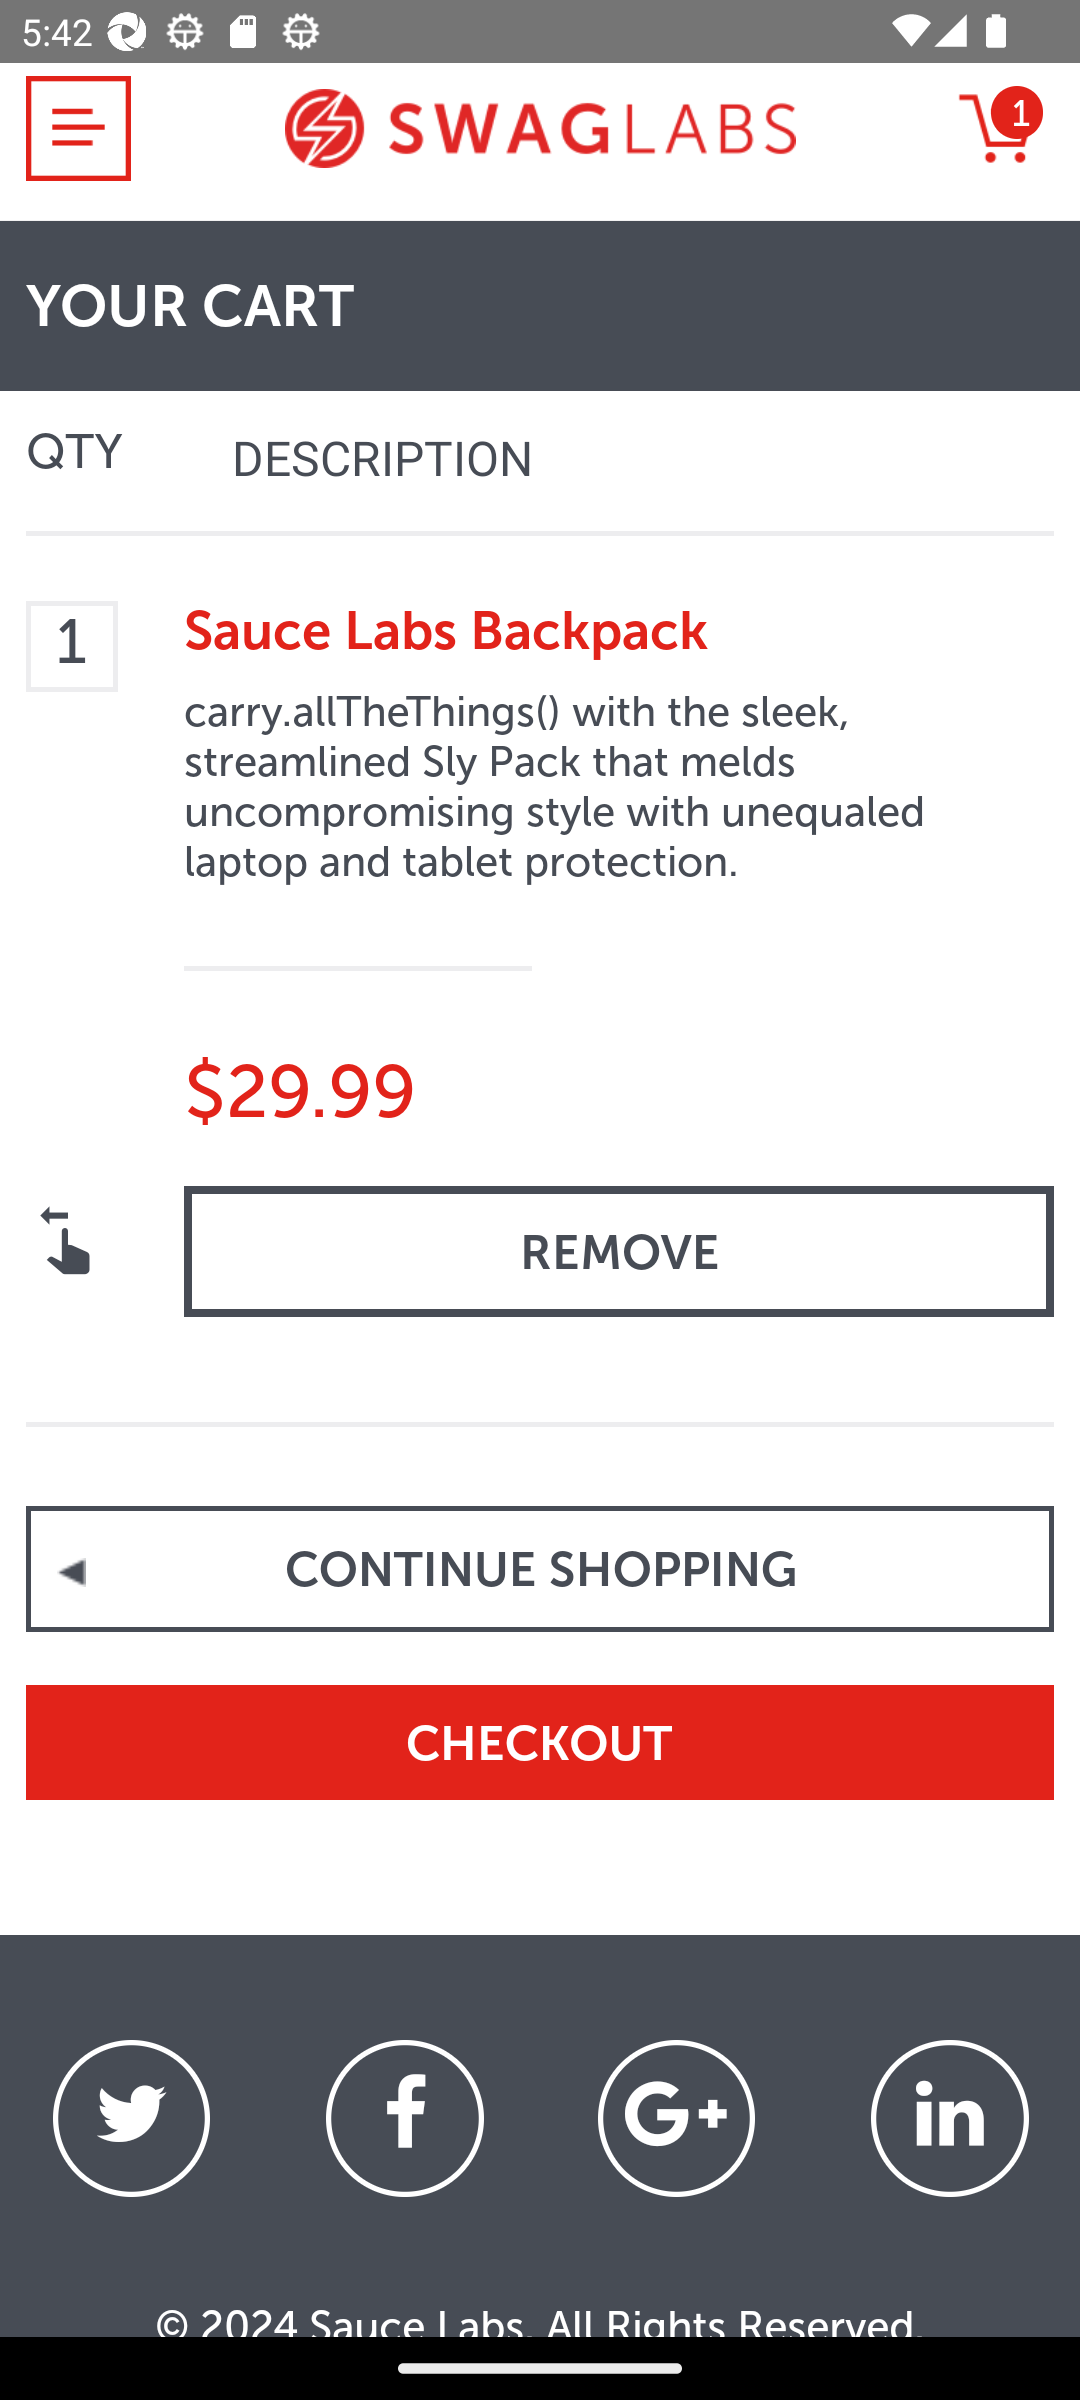 5:42
SWAGLABS
1
YOUR CART
QTY
DESCRIPTION
1
Sauce Labs Backpack
carry.allTheThings() with the sleek,
streamlined Sly Pack that melds
uncompromising style with unequaled
laptop and tablet protection.
$29.99
REMOVE
CONTINUE SHOPPING
CHECKOUT
G+
in
© 2024 Sauce Labs. All Rights Reserved.